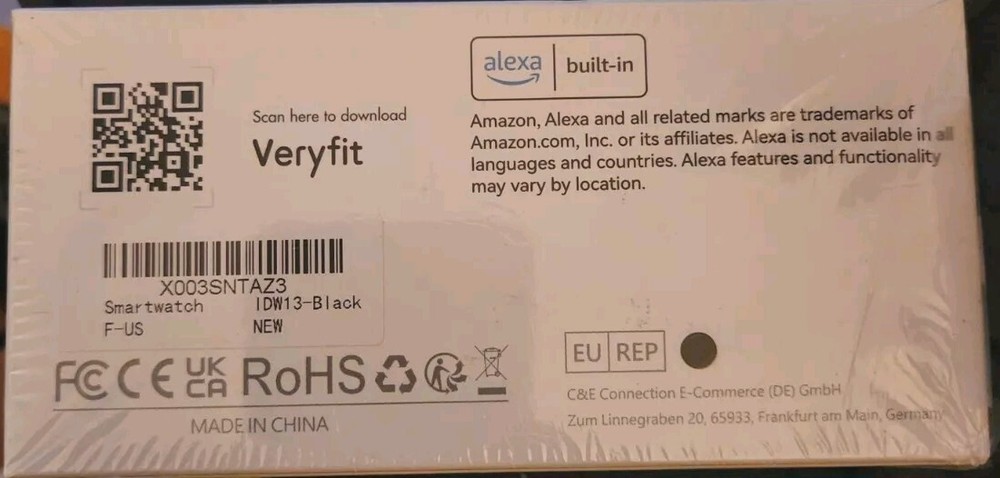 alexa built-in
Scan here to download
Veryfit
Amazon, Alexa and all related marks are trademarks of
Amazon.com, Inc. or its affiliates. Alexa is not available in all
languages and countries. Alexa features and functionality
may vary by location.
X003SNTAZ3
Smartwatch IDW13-Black
F-US NEW
FC CE UK CA RoHS
MADE IN CHINA
EU REP
C&E Connection E-Commerce (DE) GmbH
Zum Linnegraben 20, 65933, Frankfurt am Main, Germany